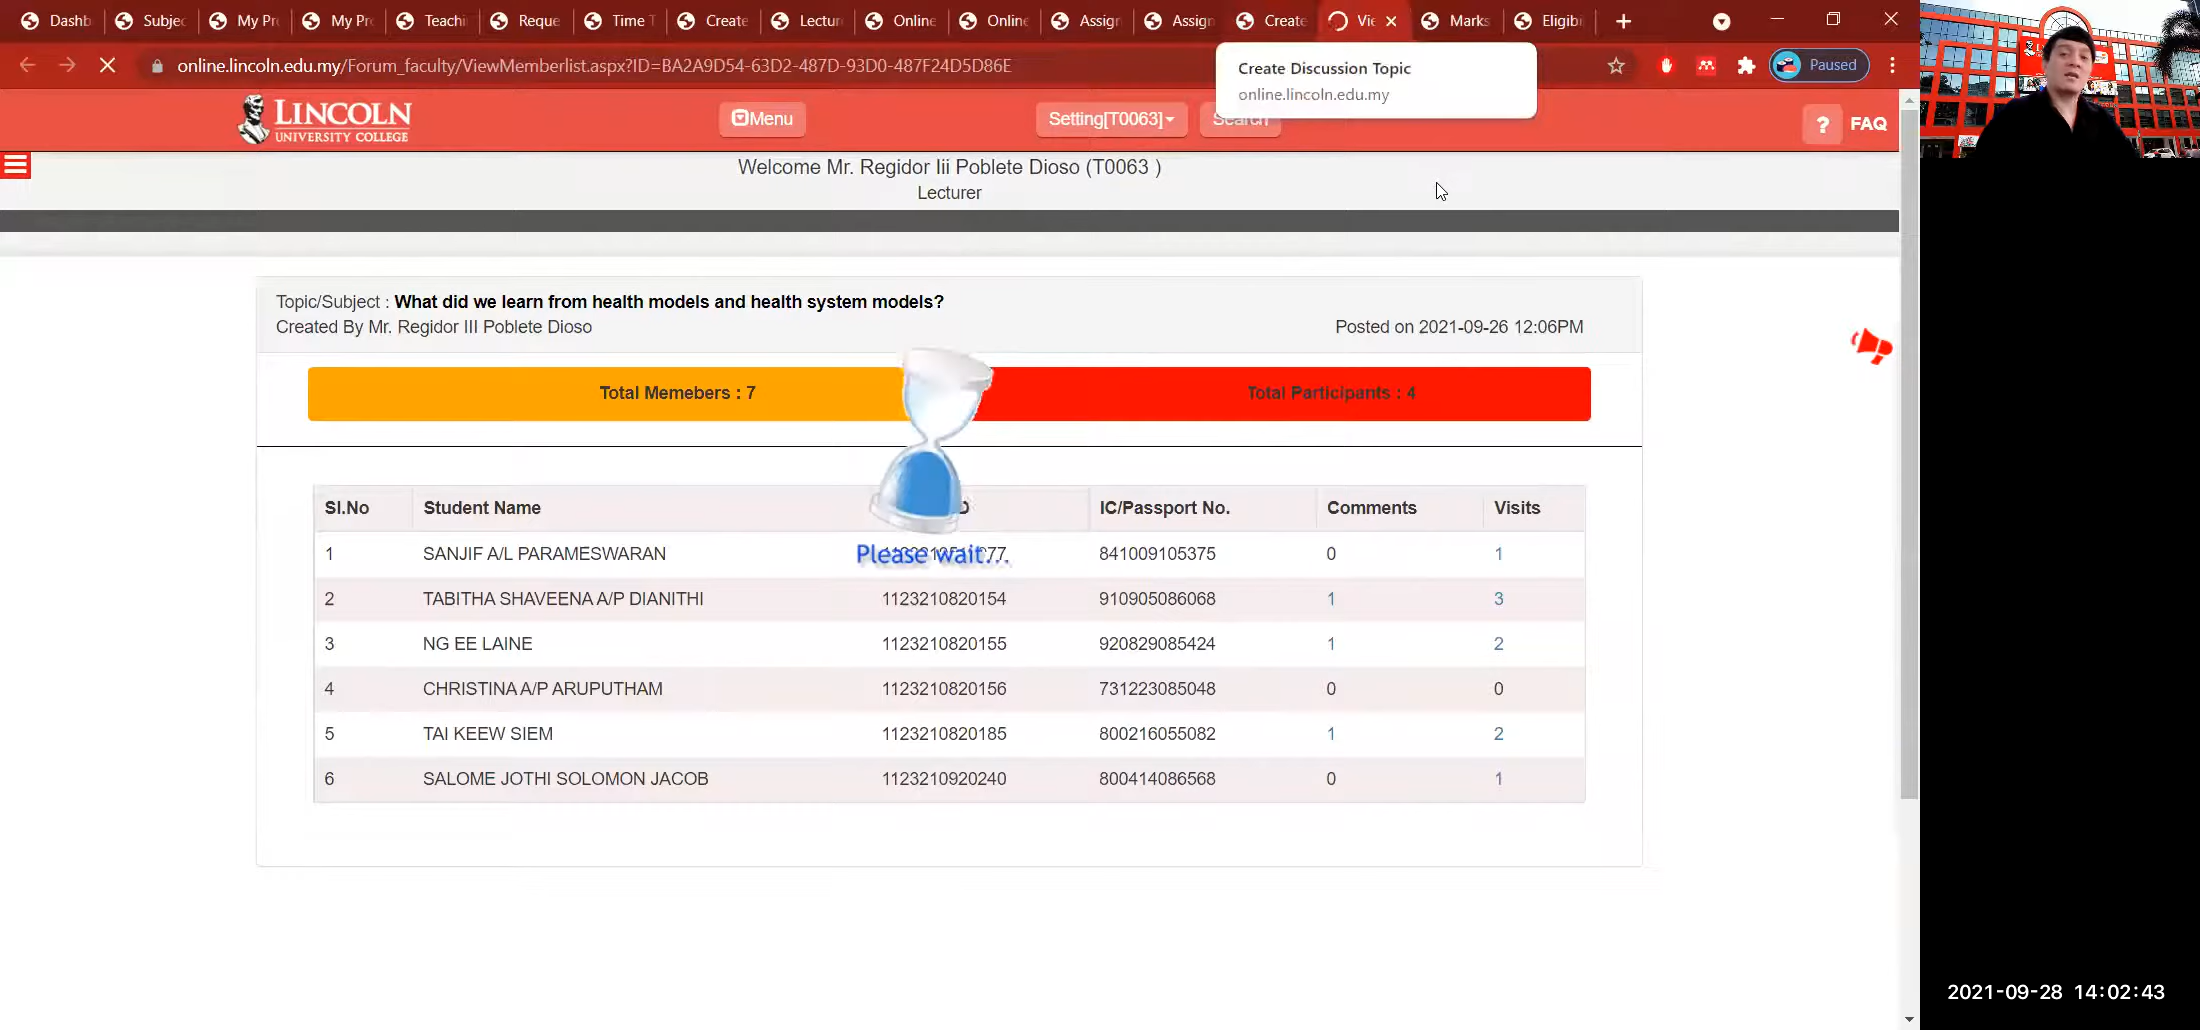 Dashb Subjec My Pr My Pr Teachi Reque Time T Create Lectur Online Online Assign Assign Create Vie Marks Eligibi
online.lincoln.edu.my/Forum_faculty/ViewMemberlist.aspx?ID=BA2A9D54-63D2-487D-93D0-487F24D5D86E
Paused
Create Discussion Topic
online.lincoln.edu.my
LINCOLN
UNIVERSITY COLLEGE
Menu
Setting[T0063]
Search
? FAQ
Welcome Mr. Regidor Iii Poblete Dioso (T0063 )
Lecturer
Topic/Subject : What did we learn from health models and health system models?
Created By Mr. Regidor III Poblete Dioso
Posted on 2021-09-26 12:06PM
Total Memebers : 7
Total Participants : 4
Sl.No Student Name IC/Passport No. Comments Visits
1 SANJIF A/L PARAMESWARAN 841009105375 0 1
Please wait...
2 TABITHA SHAVEENA A/P DIANITHI 1123210820154 910905086068 1 3
3 NG EE LAINE 1123210820155 920829085424 1 2
4 CHRISTINA A/P ARUPUTHAM 1123210820156 731223085048 0 0
5 TAI KEEW SIEM 1123210820185 800216055082 1 2
6 SALOME JOTHI SOLOMON JACOB 1123210920240 800414086568 0 1
2021-09-28 14:02:43